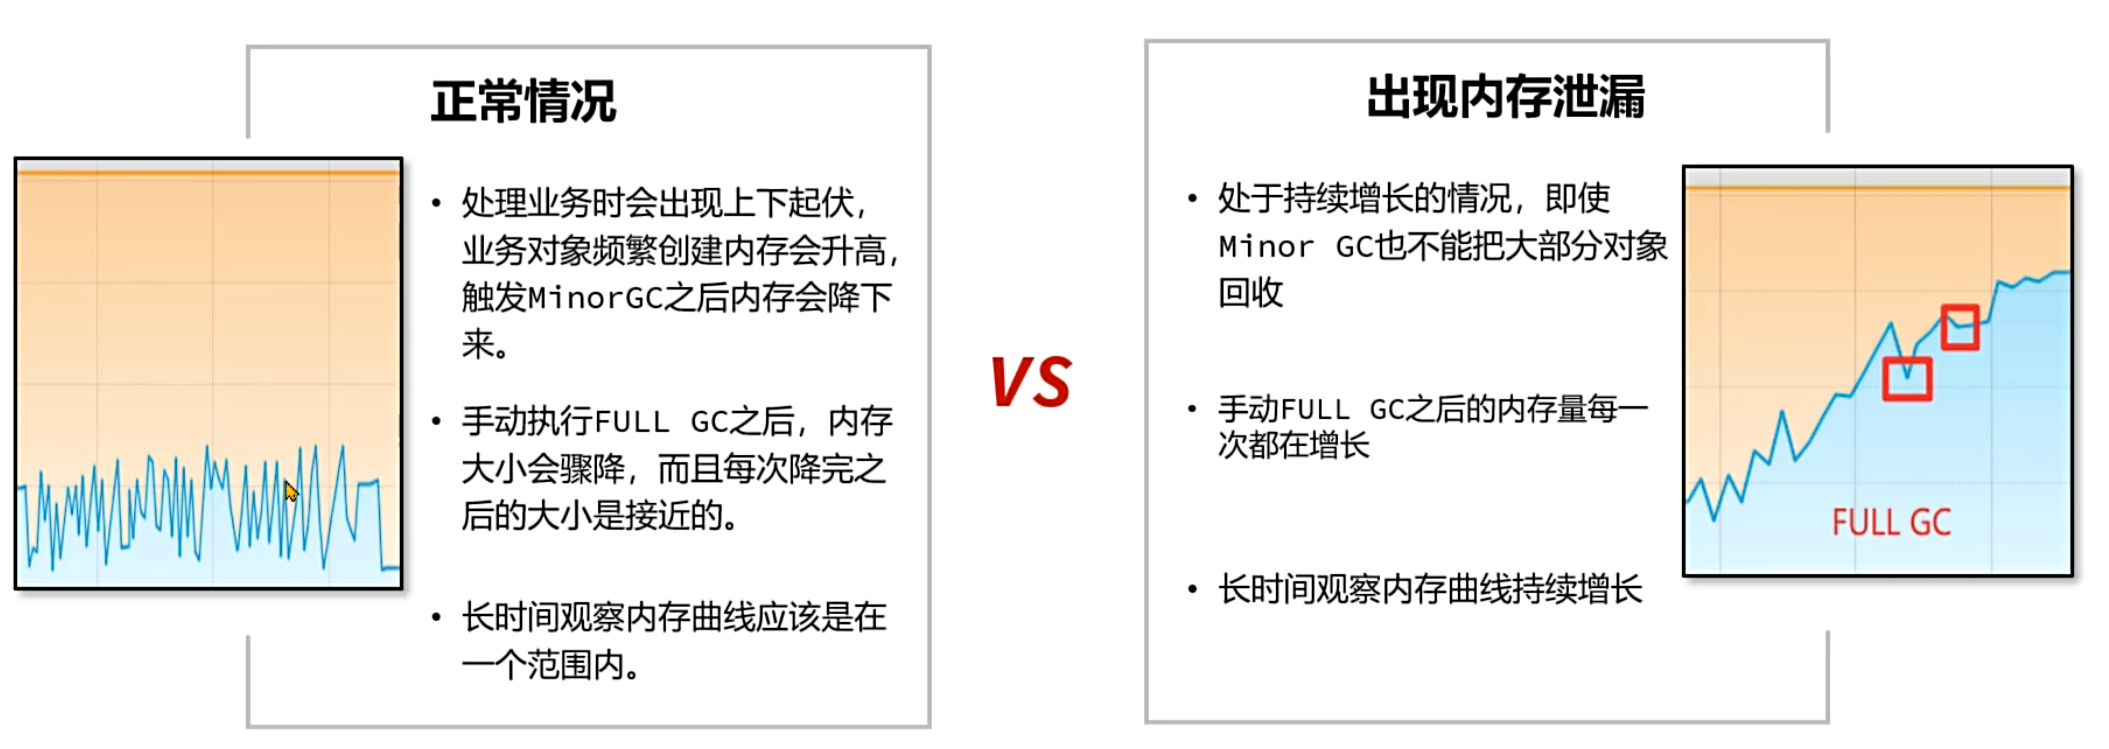 正常情况
• 处理业务时会出现上下起伏，
业务对象频繁创建内存会升高，
触发MinorGC之后内存会降下
来。
• 手动执行FULL GC之后，内存
大小会骤降，而且每次降完之
后的大小是接近的。
• 长时间观察内存曲线应该是在
一个范围内。
VS
出现内存泄漏
• 处于持续增长的情况，即使
Minor GC也不能把大部分对象
回收
• 手动FULL GC之后的内存量每一
次都在增长
• 长时间观察内存曲线持续增长
FULL GC